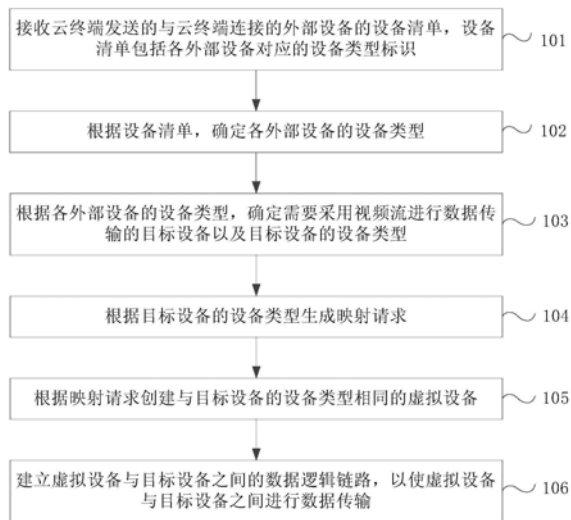 接收云终端发送的与云终端连接的外部设备的设备清单，设备
清单包括各外部设备对应的设备类型标识
101
根据设备清单，确定各外部设备的设备类型
102
根据各外部设备的设备类型，确定需要采用视频流进行数据传
输的目标设备以及目标设备的设备类型
103
根据目标设备的设备类型生成映射请求
104
根据映射请求创建与目标设备的设备类型相同的虚拟设备
105
建立虚拟设备与目标设备之间的数据逻辑链路，以使虚拟设备
与目标设备之间进行数据传输
106